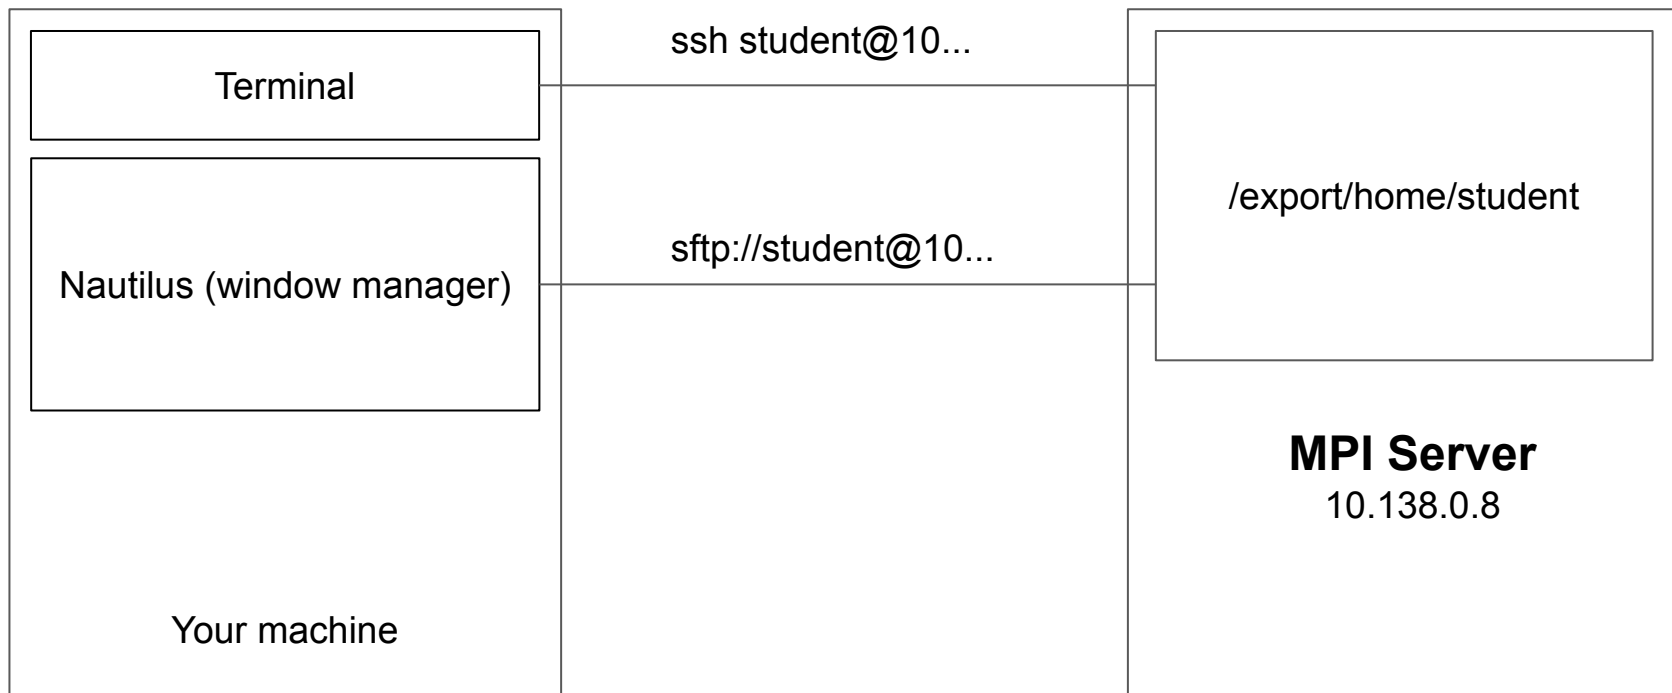 Terminal
Nautilus (window manager)
Your machine
ssh student@10...
sftp://student@10...
/export/home/student
MPI Server
10.138.0.8